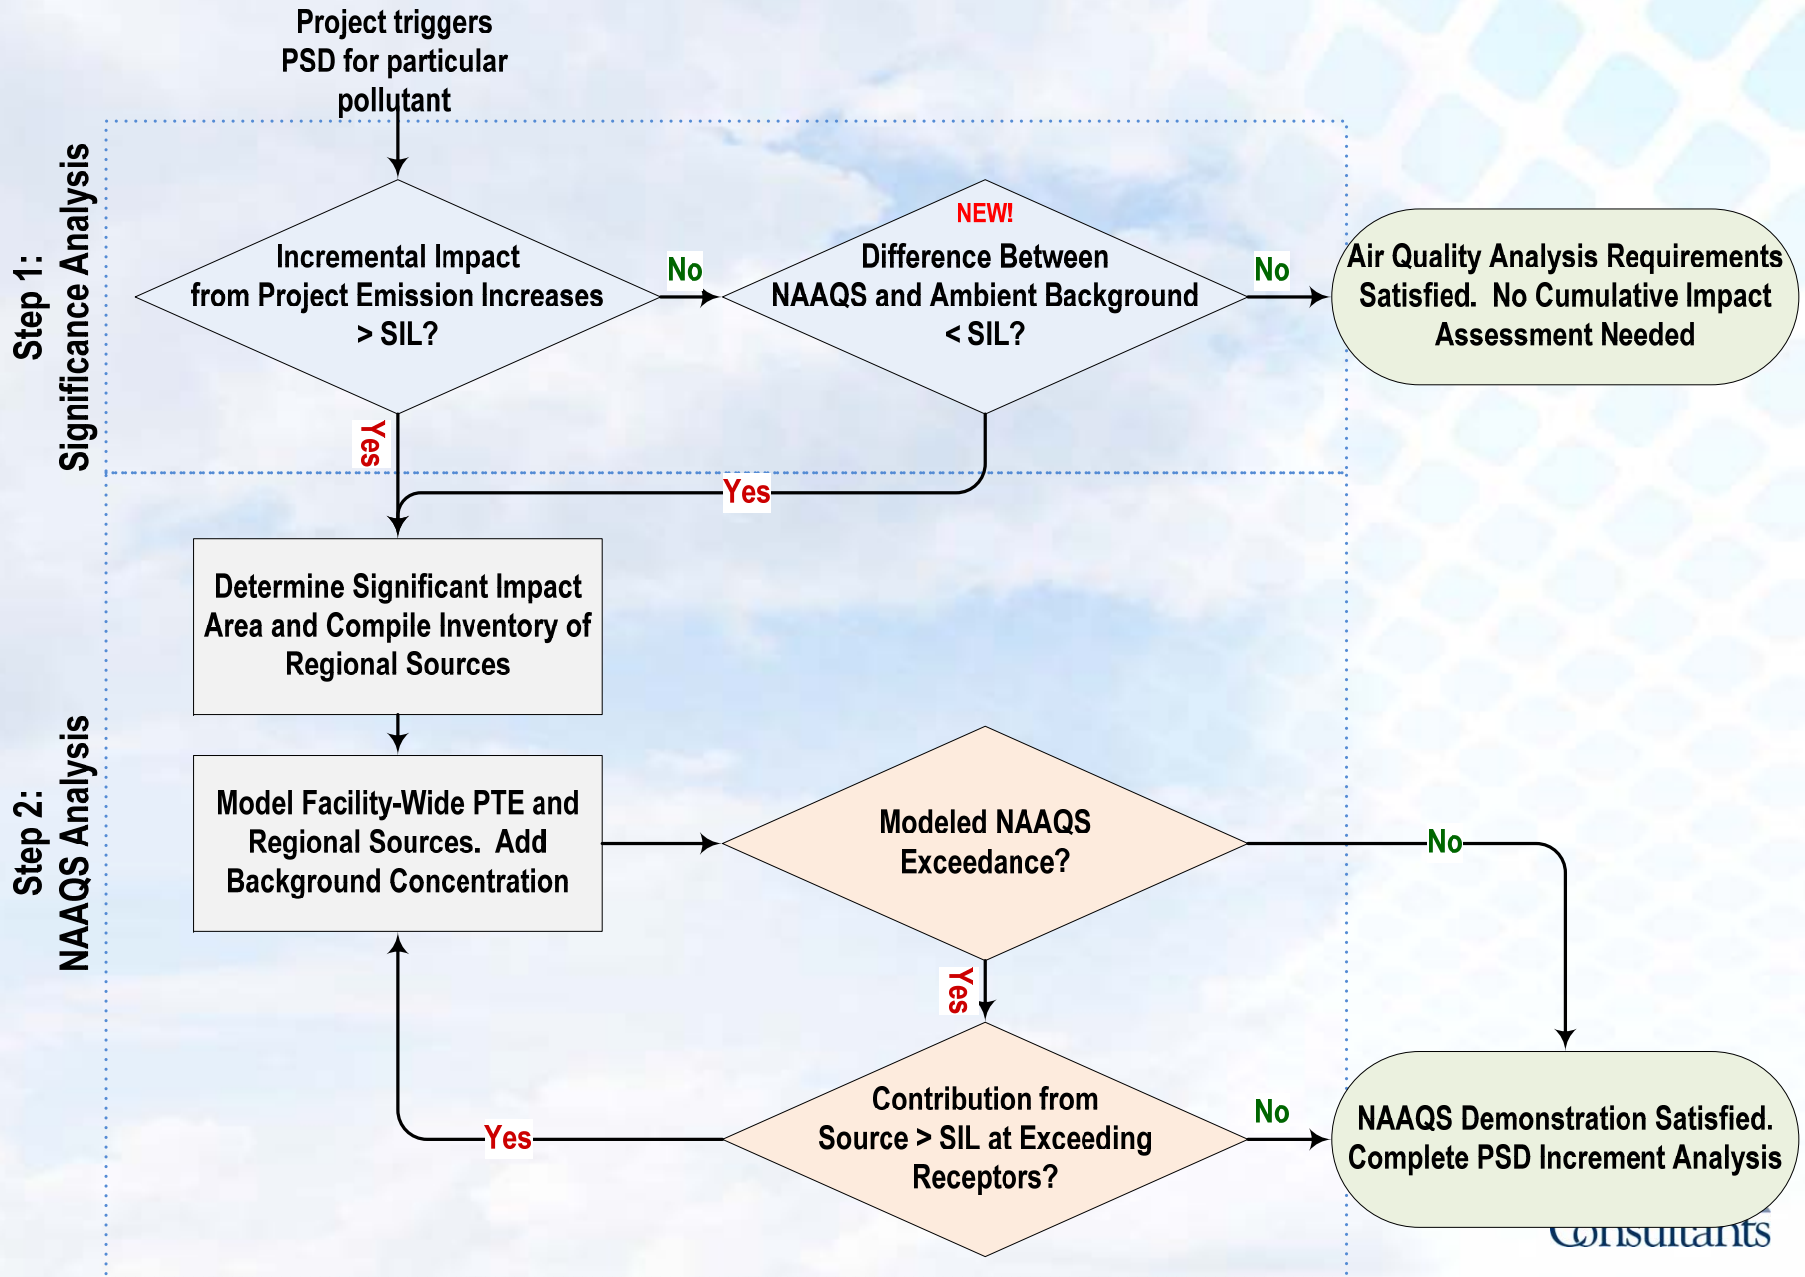 Project triggers
PSD for particular
pollutant
Step 1:
Significance Analysis
Incremental Impact
from Project Emission Increases
> SIL?
No
NEW!
Difference Between
NAAQS and Ambient Background
< SIL?
No
Air Quality Analysis Requirements
Satisfied.  No Cumulative Impact
Assessment Needed
Yes
Yes
Step 2:
NAAQS Analysis
Determine Significant Impact
Area and Compile Inventory of
Regional Sources
Model Facility-Wide PTE and
Regional Sources.  Add
Background Concentration
Modeled NAAQS
Exceedance?
No
Yes
Contribution from
Source > SIL at Exceeding
Receptors?
Yes
No
NAAQS Demonstration Satisfied.
Complete PSD Increment Analysis
Consultants